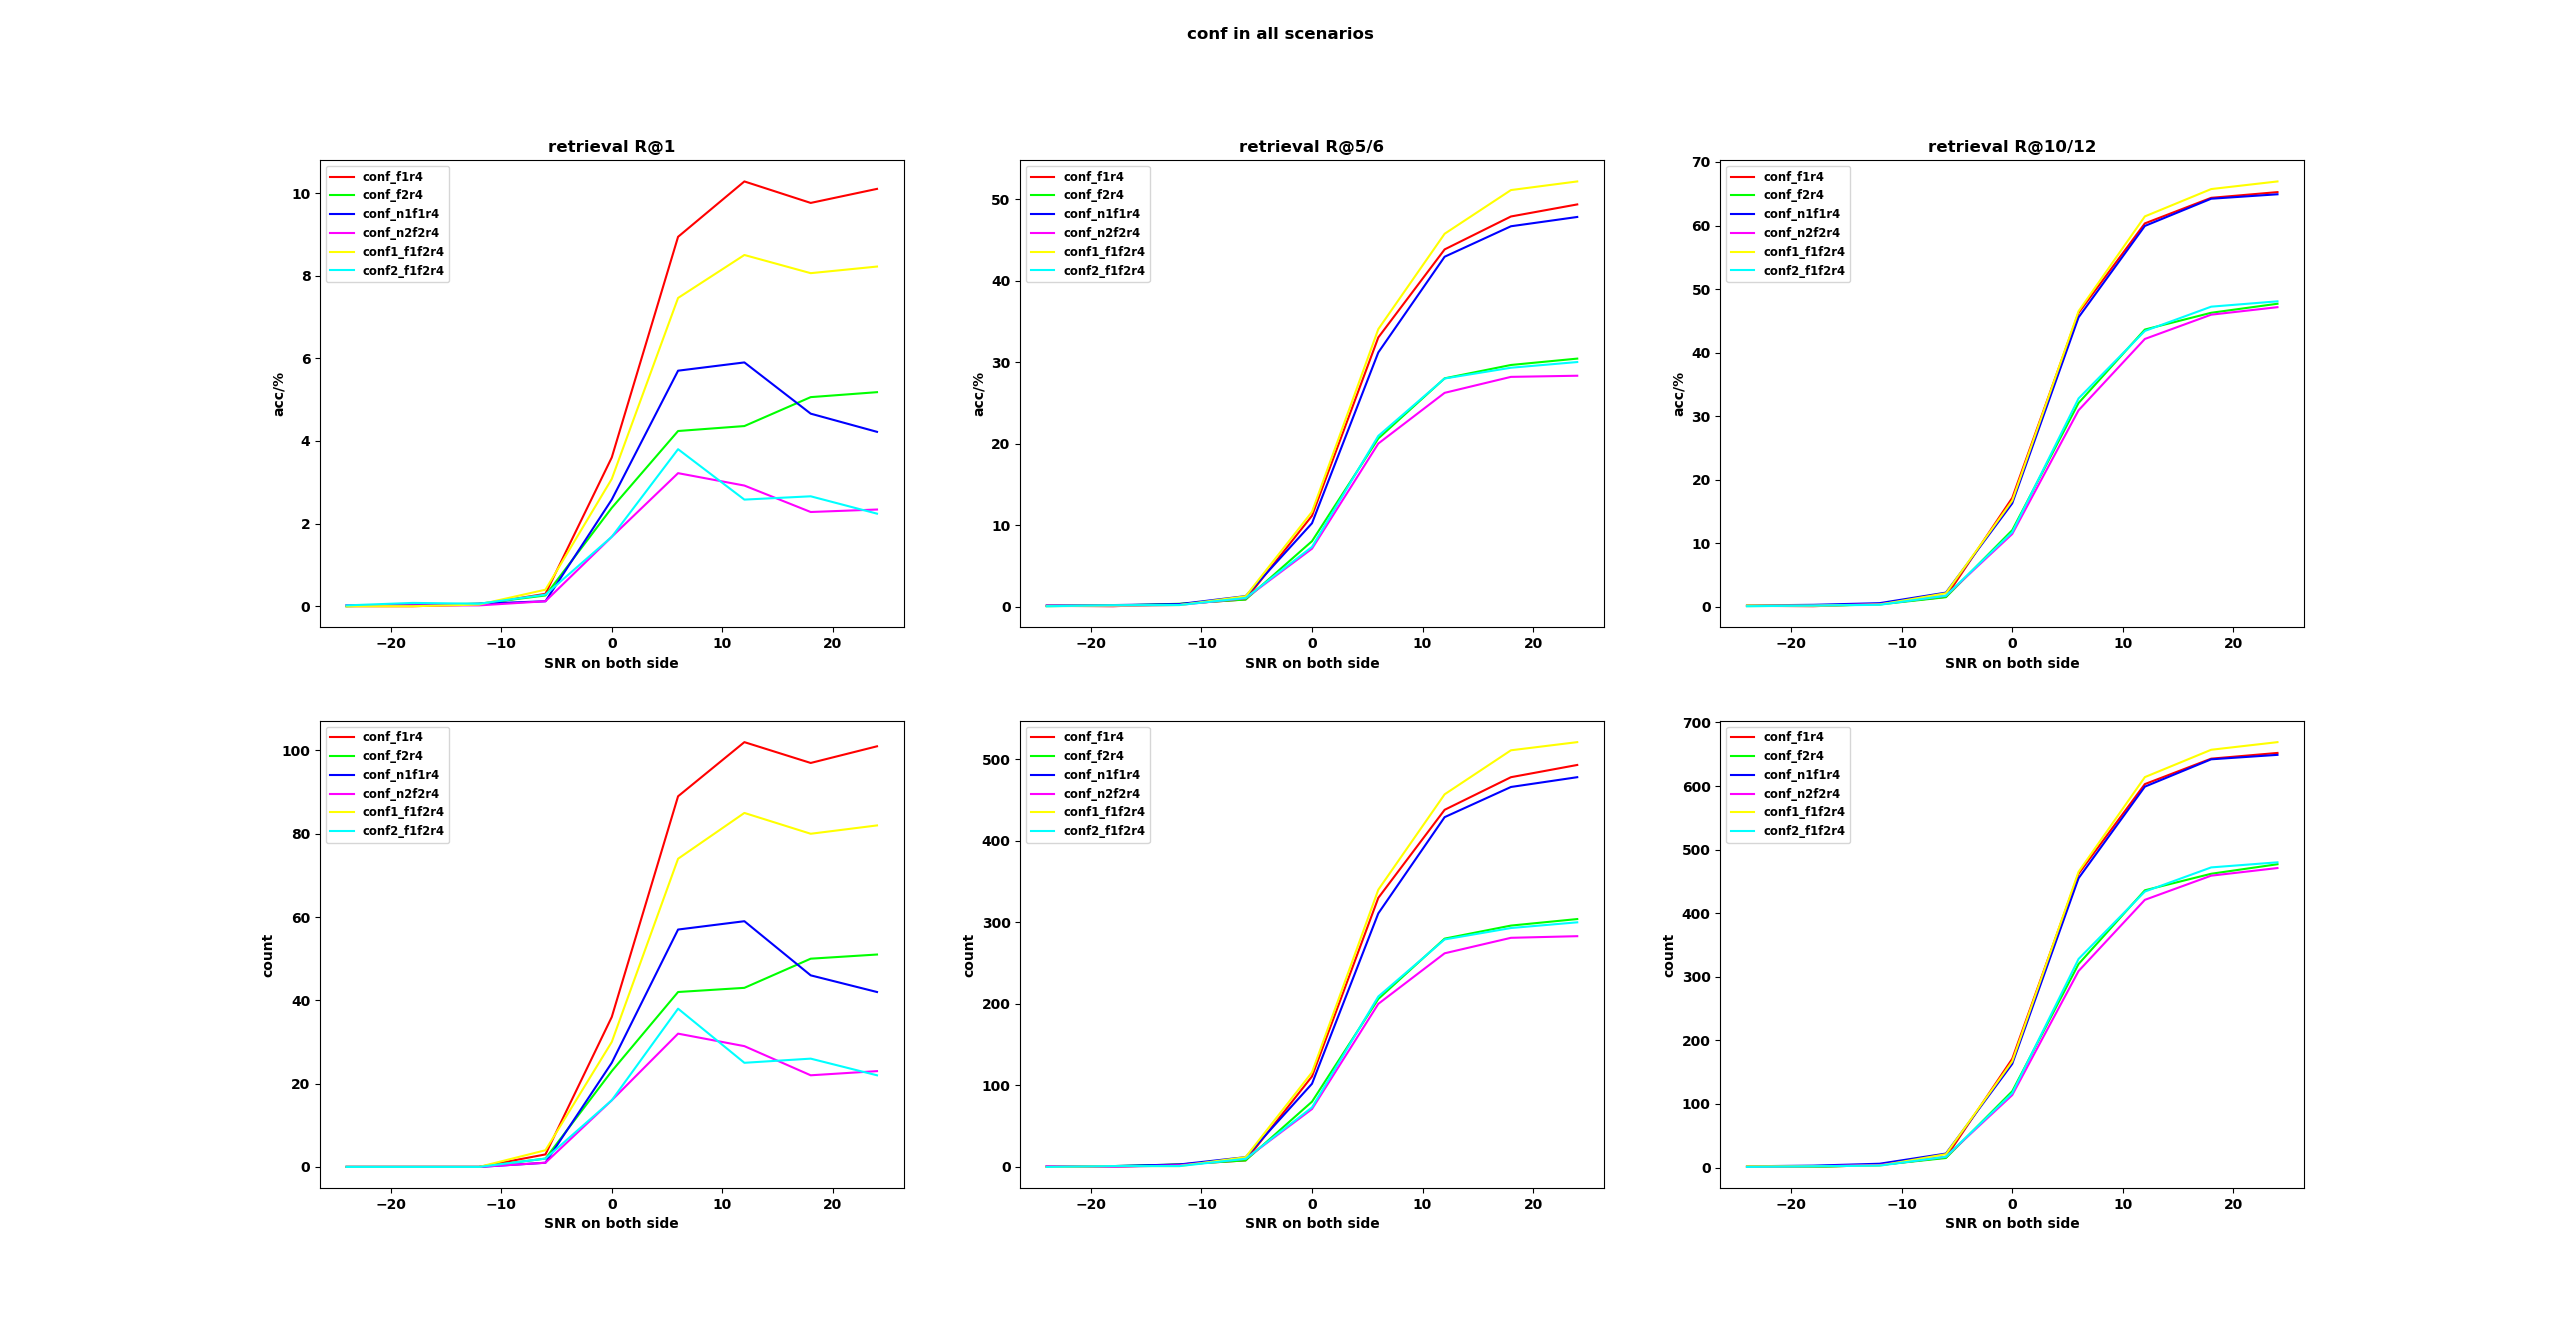 conf in all scenarios
retrieval R@1
conf_f1r4
conf_f2r4
conf_n1f1r4
conf_n2f2r4
conf1_f1f2r4
conf2_f1f2r4
10
8
6
4
2
0
acc/%
−20
−10
0
10
20
SNR on both side
retrieval R@5/6
conf_f1r4
conf_f2r4
conf_n1f1r4
conf_n2f2r4
conf1_f1f2r4
conf2_f1f2r4
50
40
30
20
10
0
acc/%
−20
−10
0
10
20
SNR on both side
retrieval R@10/12
conf_f1r4
conf_f2r4
conf_n1f1r4
conf_n2f2r4
conf1_f1f2r4
conf2_f1f2r4
70
60
50
40
30
20
10
0
acc/%
−20
−10
0
10
20
SNR on both side
conf_f1r4
conf_f2r4
conf_n1f1r4
conf_n2f2r4
conf1_f1f2r4
conf2_f1f2r4
100
80
60
40
20
0
count
−20
−10
0
10
20
SNR on both side
conf_f1r4
conf_f2r4
conf_n1f1r4
conf_n2f2r4
conf1_f1f2r4
conf2_f1f2r4
500
400
300
200
100
0
count
−20
−10
0
10
20
SNR on both side
conf_f1r4
conf_f2r4
conf_n1f1r4
conf_n2f2r4
conf1_f1f2r4
conf2_f1f2r4
700
600
500
400
300
200
100
0
count
−20
−10
0
10
20
SNR on both side